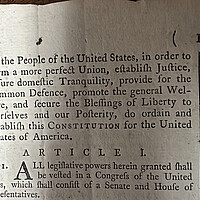 (
the People of the United States, in order to
m a more perfect Union, eſtabliſh Juſtice,
ure domeſtic Tranquility, provide for the
ommon Defence, promote the general Wel-
re, and ſecure the Bleſſings of Liberty to
rſelves and our Poſterity, do ordain and
abliſh this CONSTITUTION for the United
ates of America.
ARTICLE I.
1. ALL legiſlative powers herein granted ſhall
be veſted in a Congreſs of the United
s, which ſhall conſiſt of a Senate and Houſe of
eſentatives.